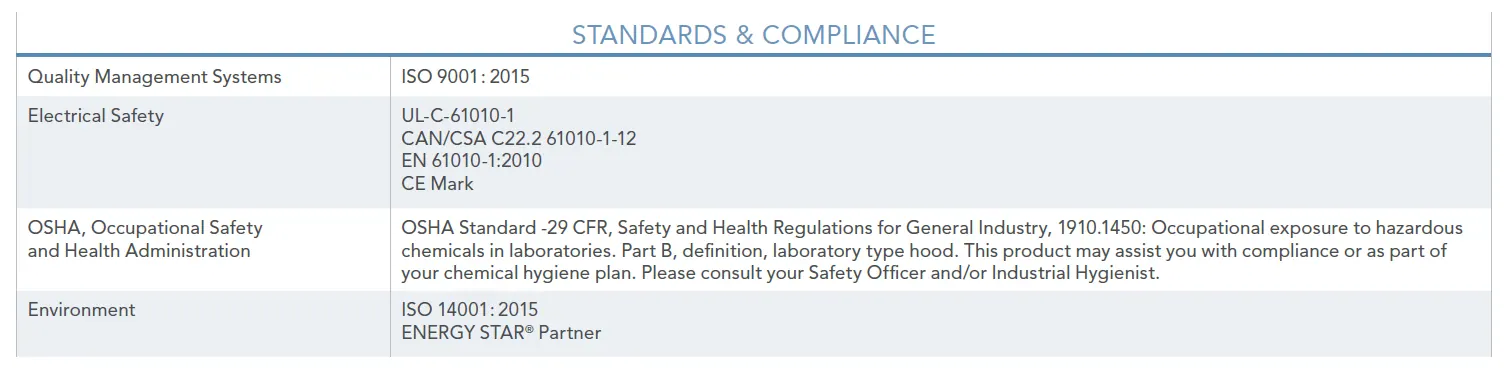 STANDARDS & COMPLIANCE
Quality Management Systems
ISO 9001: 2015
Electrical Safety
UL-C-61010-1
CAN/CSA C22.2 61010-1-12
EN 61010-1:2010
CE Mark
OSHA, Occupational Safety
and Health Administration
OSHA Standard -29 CFR, Safety and Health Regulations for General Industry, 1910.1450: Occupational exposure to hazardous
chemicals in laboratories. Part B, definition, laboratory type hood. This product may assist you with compliance or as part of
your chemical hygiene plan. Please consult your Safety Officer and/or Industrial Hygienist.
Environment
ISO 14001: 2015
ENERGY STAR® Partner